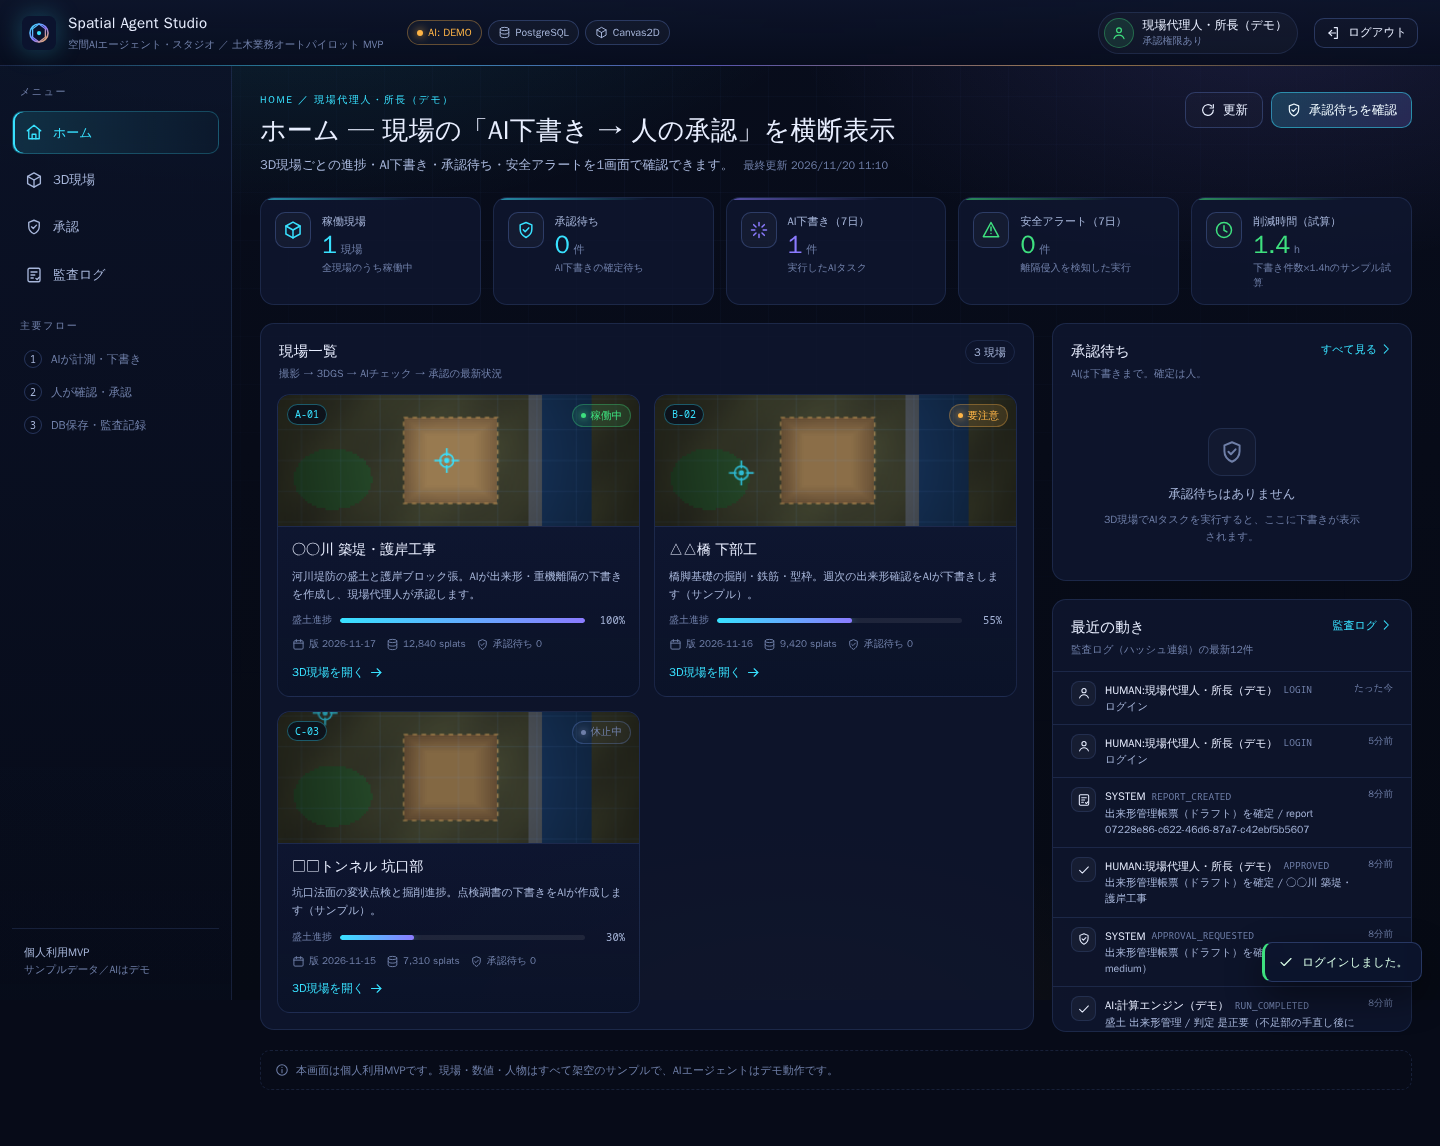 Spatial Agent Studio
空間AIエージェント・スタジオ ／ 土木業務オートパイロット MVP
AI: DEMO
PostgreSQL
Canvas2D
現場代理人・所長（デモ）
承認権限あり
ログアウト
メニュー
ホーム
3D現場
承認
監査ログ
主要フロー
1 AIが計測・下書き
2 人が確認・承認
3 DB保存・監査記録
個人利用MVP
サンプルデータ／AIはデモ
HOME ／ 現場代理人・所長（デモ）
ホーム — 現場の「AI下書き → 人の承認」を横断表示
3D現場ごとの進捗・AI下書き・承認待ち・安全アラートを1画面で確認できます。 最終更新 2026/11/20 11:10
更新
承認待ちを確認
稼働現場
1 現場
全現場のうち稼働中
承認待ち
0 件
AI下書きの確定待ち
AI下書き（7日）
1 件
実行したAIタスク
安全アラート（7日）
0 件
離隔侵入を検知した実行
削減時間（試算）
1.4 h
下書き件数×1.4hのサンプル試
算
現場一覧
3 現場
撮影 → 3DGS → AIチェック → 承認の最新状況
A-01
稼働中
〇〇川 築堤・護岸工事
河川堤防の盛土と護岸ブロック張。AIが出来形・重機離隔の下書き
を作成し、現場代理人が承認します。
盛土進捗 100%
版 2026-11-17 12,840 splats 承認待ち 0
3D現場を開く →
B-02
要注意
△△橋 下部工
橋脚基礎の掘削・鉄筋・型枠。週次の出来形確認をAIが下書きしま
す（サンプル）。
盛土進捗 55%
版 2026-11-16 9,420 splats 承認待ち 0
3D現場を開く →
C-03
休止中
□□トンネル 坑口部
坑口法面の変状点検と掘削進捗。点検調書の下書きをAIが作成しま
す（サンプル）。
盛土進捗 30%
版 2026-11-15 7,310 splats 承認待ち 0
3D現場を開く →
承認待ち
すべて見る
AIは下書きまで。確定は人。
承認待ちはありません
3D現場でAIタスクを実行すると、ここに下書きが表示
されます。
最近の動き
監査ログ
監査ログ（ハッシュ連鎖）の最新12件
HUMAN:現場代理人・所長（デモ） LOGIN たった今
ログイン
HUMAN:現場代理人・所長（デモ） LOGIN 5分前
ログイン
SYSTEM REPORT_CREATED 8分前
出来形管理帳票（ドラフト）を確定 / report
07228e86-c622-46d6-87a7-c42ebf5b5607
HUMAN:現場代理人・所長（デモ） APPROVED 8分前
出来形管理帳票（ドラフト）を確定 / 〇〇川 築堤・
護岸工事
SYSTEM APPROVAL_REQUESTED 8分前
出来形管理帳票（ドラフト）を確
medium）
ログインしました。
AI:計算エンジン（デモ） RUN_COMPLETED 8分前
盛土 出来形管理 / 判定 是正要（不足部の手直し後に
本画面は個人利用MVPです。現場・数値・人物はすべて架空のサンプルで、AIエージェントはデモ動作です。